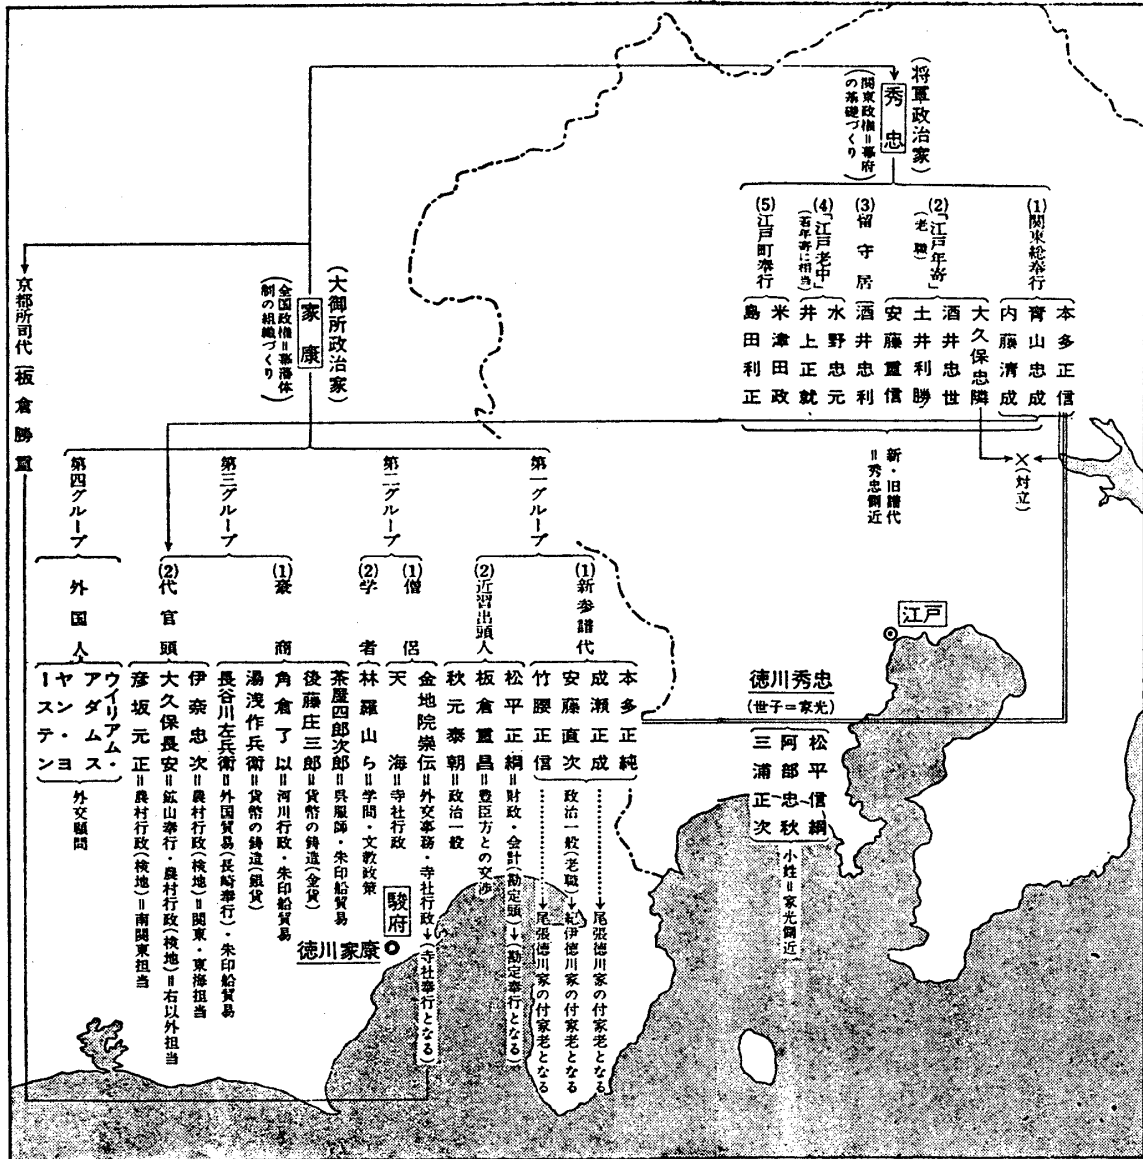 (将軍政治家)
秀忠
(関東政権=幕府
の基礎づくり)
(1)関東総奉行
本多正信
青山忠成
内藤清成
(2)「江戸年寄」
(老職)
大久保忠隣
酒井忠世
土井利勝
安藤重信
(3)留守居
酒井忠利
(4)「江戸老中」
(若年寄に相当)
水野忠元
井上正就
(5)江戸町奉行
米津田政
島田利正
×(対立)
新・旧譜代
=秀忠側近
(大御所政治家)
家康
(全国政権=幕藩体
制の組織づくり)
京都所司代
板倉勝重
第一グループ
(1)新参譜代
本多正純
成瀬正成
安藤直次
竹腰正信
政治一般(老職)
→尾張徳川家の付家老となる
→紀伊徳川家の付家老となる
→尾張徳川家の付家老となる
(2)近習出頭人
松平正綱=財政・会計(勘定頭)→(勘定奉行となる)
板倉重昌=豊臣方との交渉
秋元泰朝=政治一般
第二グループ
(1)僧侶
金地院崇伝=外交事務・寺社行政→(寺社奉行となる)
天海=寺社行政
(2)学者
林羅山ら=学問・文教政策
第三グループ
(1)豪商
茶屋四郎次郎=呉服師・朱印船貿易
後藤庄三郎=貨幣の鋳造(金貨)
角倉了以=河川行政・朱印船貿易
湯浅作兵衛=貨幣の鋳造(銀貨)
長谷川左兵衛=外国貿易(長崎奉行)・朱印船貿易
(2)代官頭
伊奈忠次=農村行政(検地)=関東・東海担当
大久保長安=鉱山奉行・農村行政(検地)=右以外担当
彦坂元正=農村行政(検地)=南関東担当
第四グループ
外国人
ウイリアム・
アダムス
ヤン・ヨ
ーステン
外交顧問
江戸
徳川秀忠
(世子=家光)
松平信綱
阿部忠秋
三浦正次
小姓=家光側近
駿府
徳川家康